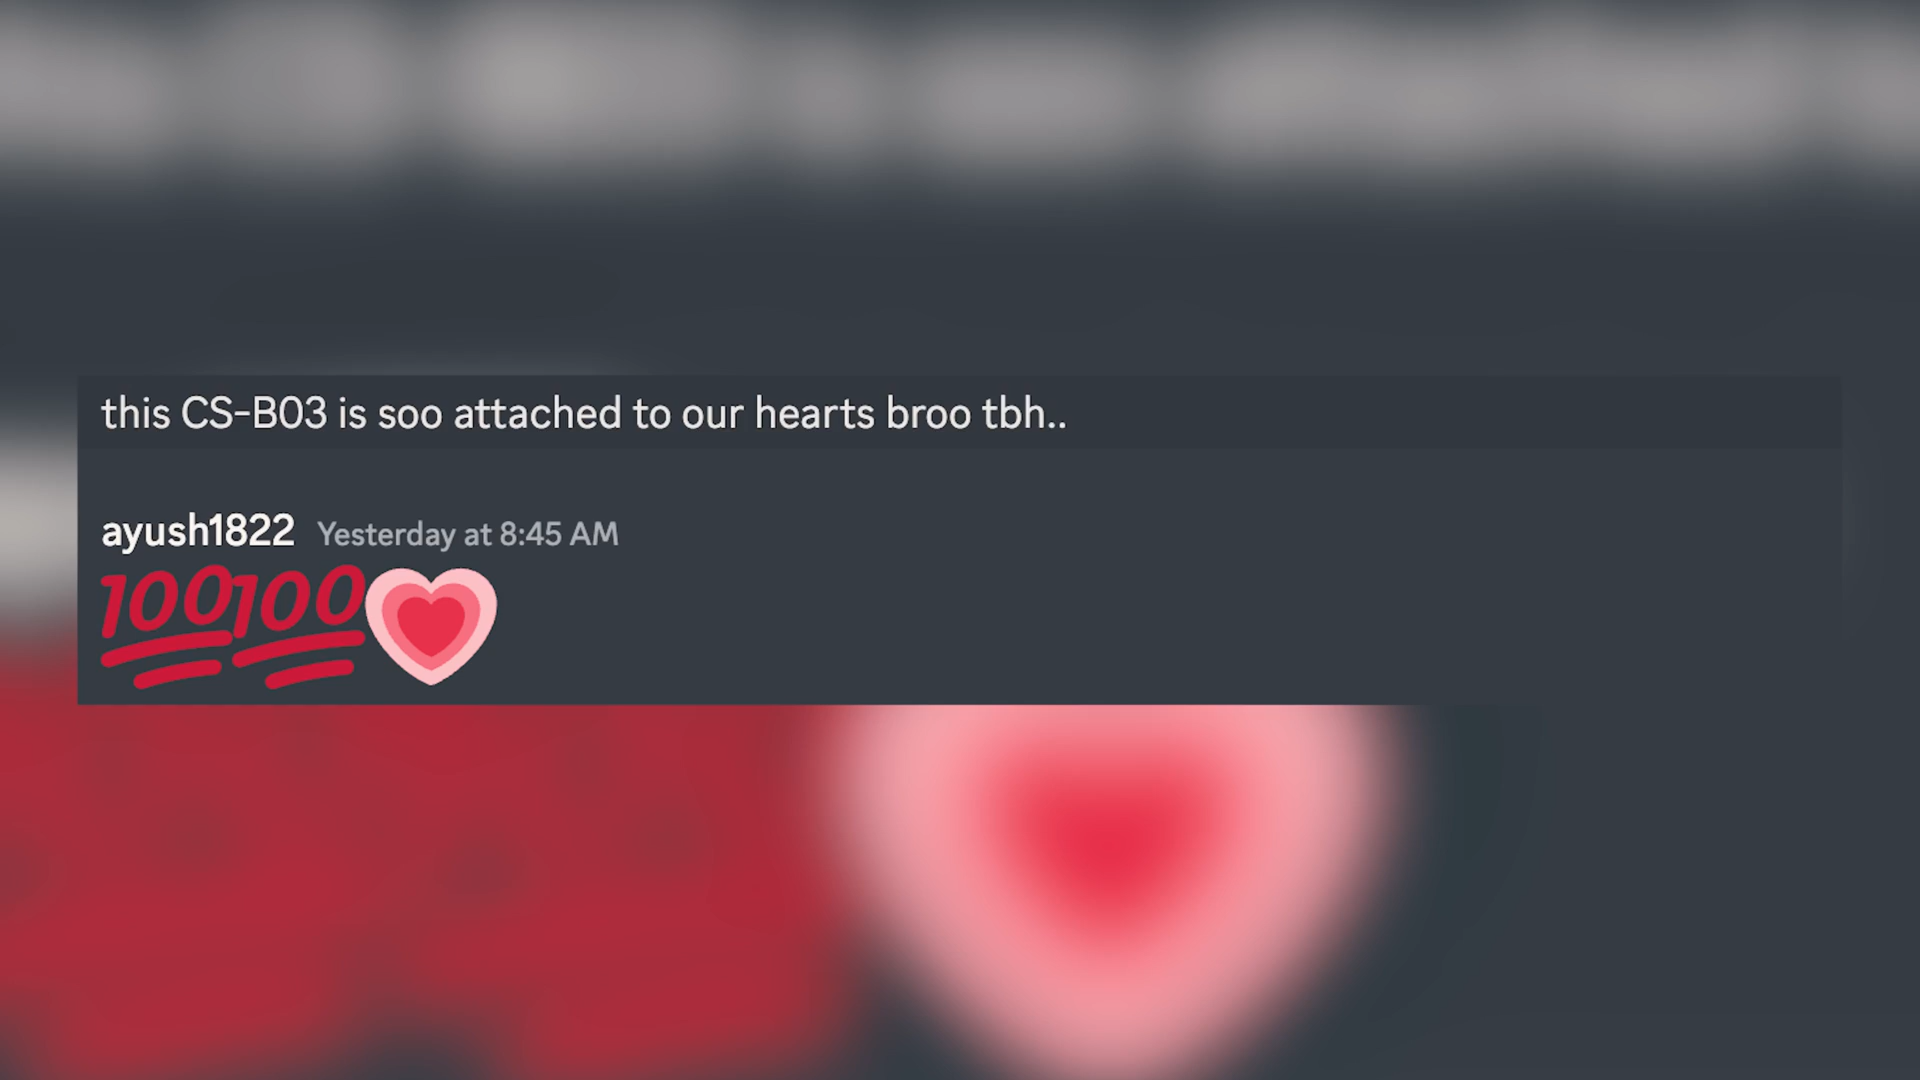 this CS-B03 is soo attached to our hearts broo tbh..
ayush1822 Yesterday at 8:45 AM
💯💯💗